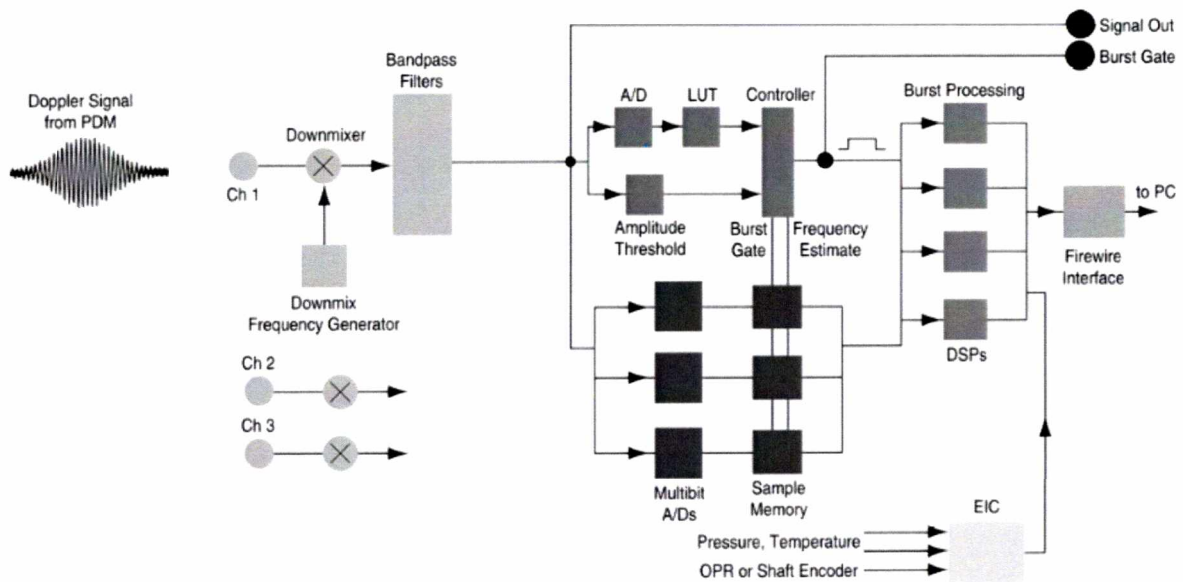 Signal Out
Burst Gate
Bandpass
Filters
Doppler Signal
from PDM
Downmixer
A/D
LUT
Controller
Burst Processing
Ch 1
Amplitude
Threshold
Burst
Gate
Frequency
Estimate
to PC
Firewire
Interface
Downmix
Frequency Generator
DSPs
Ch 2
Ch 3
Multibit
A/Ds
Sample
Memory
EIC
Pressure, Temperature
OPR or Shaft Encoder